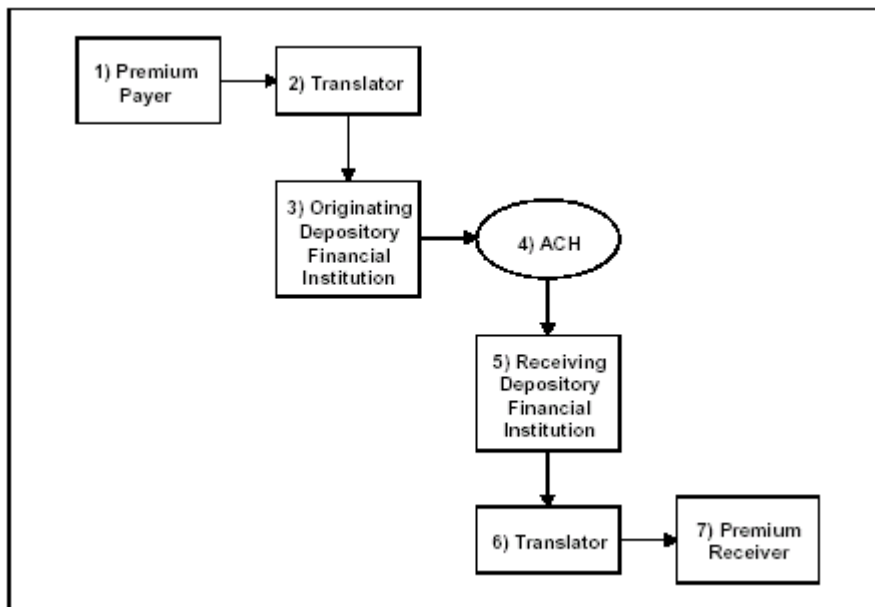 1) Premium
Payer
2) Translator
3) Originating
Depository
Financial
Institution
4) ACH
5) Receiving
Depository
Financial
Institution
6) Translator
7) Premium
Receiver